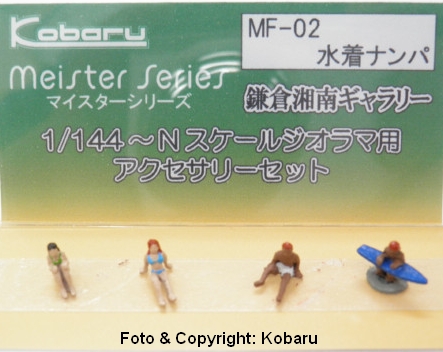 Kobaru
MF-02
水着ナンパ
Meister Series
マイスターシリーズ
鎌倉湘南ギャラリー
1/144～Nスケールジオラマ用
アクセサリーセット
Foto & Copyright: Kobaru